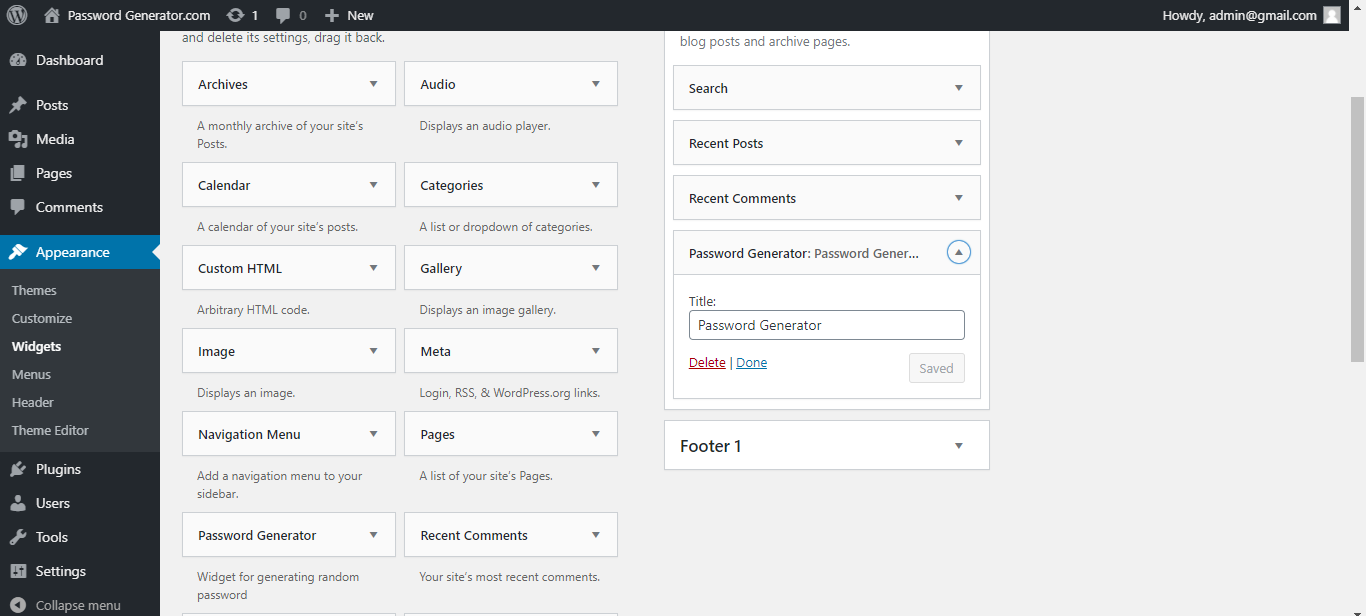 Password Generator.com 1 0 New Howdy, admin@gmail.com
Dashboard
Posts
Media
Pages
Comments
Appearance
Themes
Customize
Widgets
Menus
Header
Theme Editor
Plugins
Users
Tools
Settings
Collapse menu
and delete its settings, drag it back.
Archives
A monthly archive of your site's
Posts.
Audio
Displays an audio player.
Calendar
A calendar of your site's posts.
Categories
A list or dropdown of categories.
Custom HTML
Arbitrary HTML code.
Gallery
Displays an image gallery.
Image
Displays an image.
Meta
Login, RSS, & WordPress.org links.
Navigation Menu
Add a navigation menu to your
sidebar.
Pages
A list of your site's Pages.
Password Generator
Widget for generating random
password
Recent Comments
Your site's most recent comments.
blog posts and archive pages.
Search
Recent Posts
Recent Comments
Password Generator: Password Gener...
Title:
Password Generator
Delete | Done
Saved
Footer 1